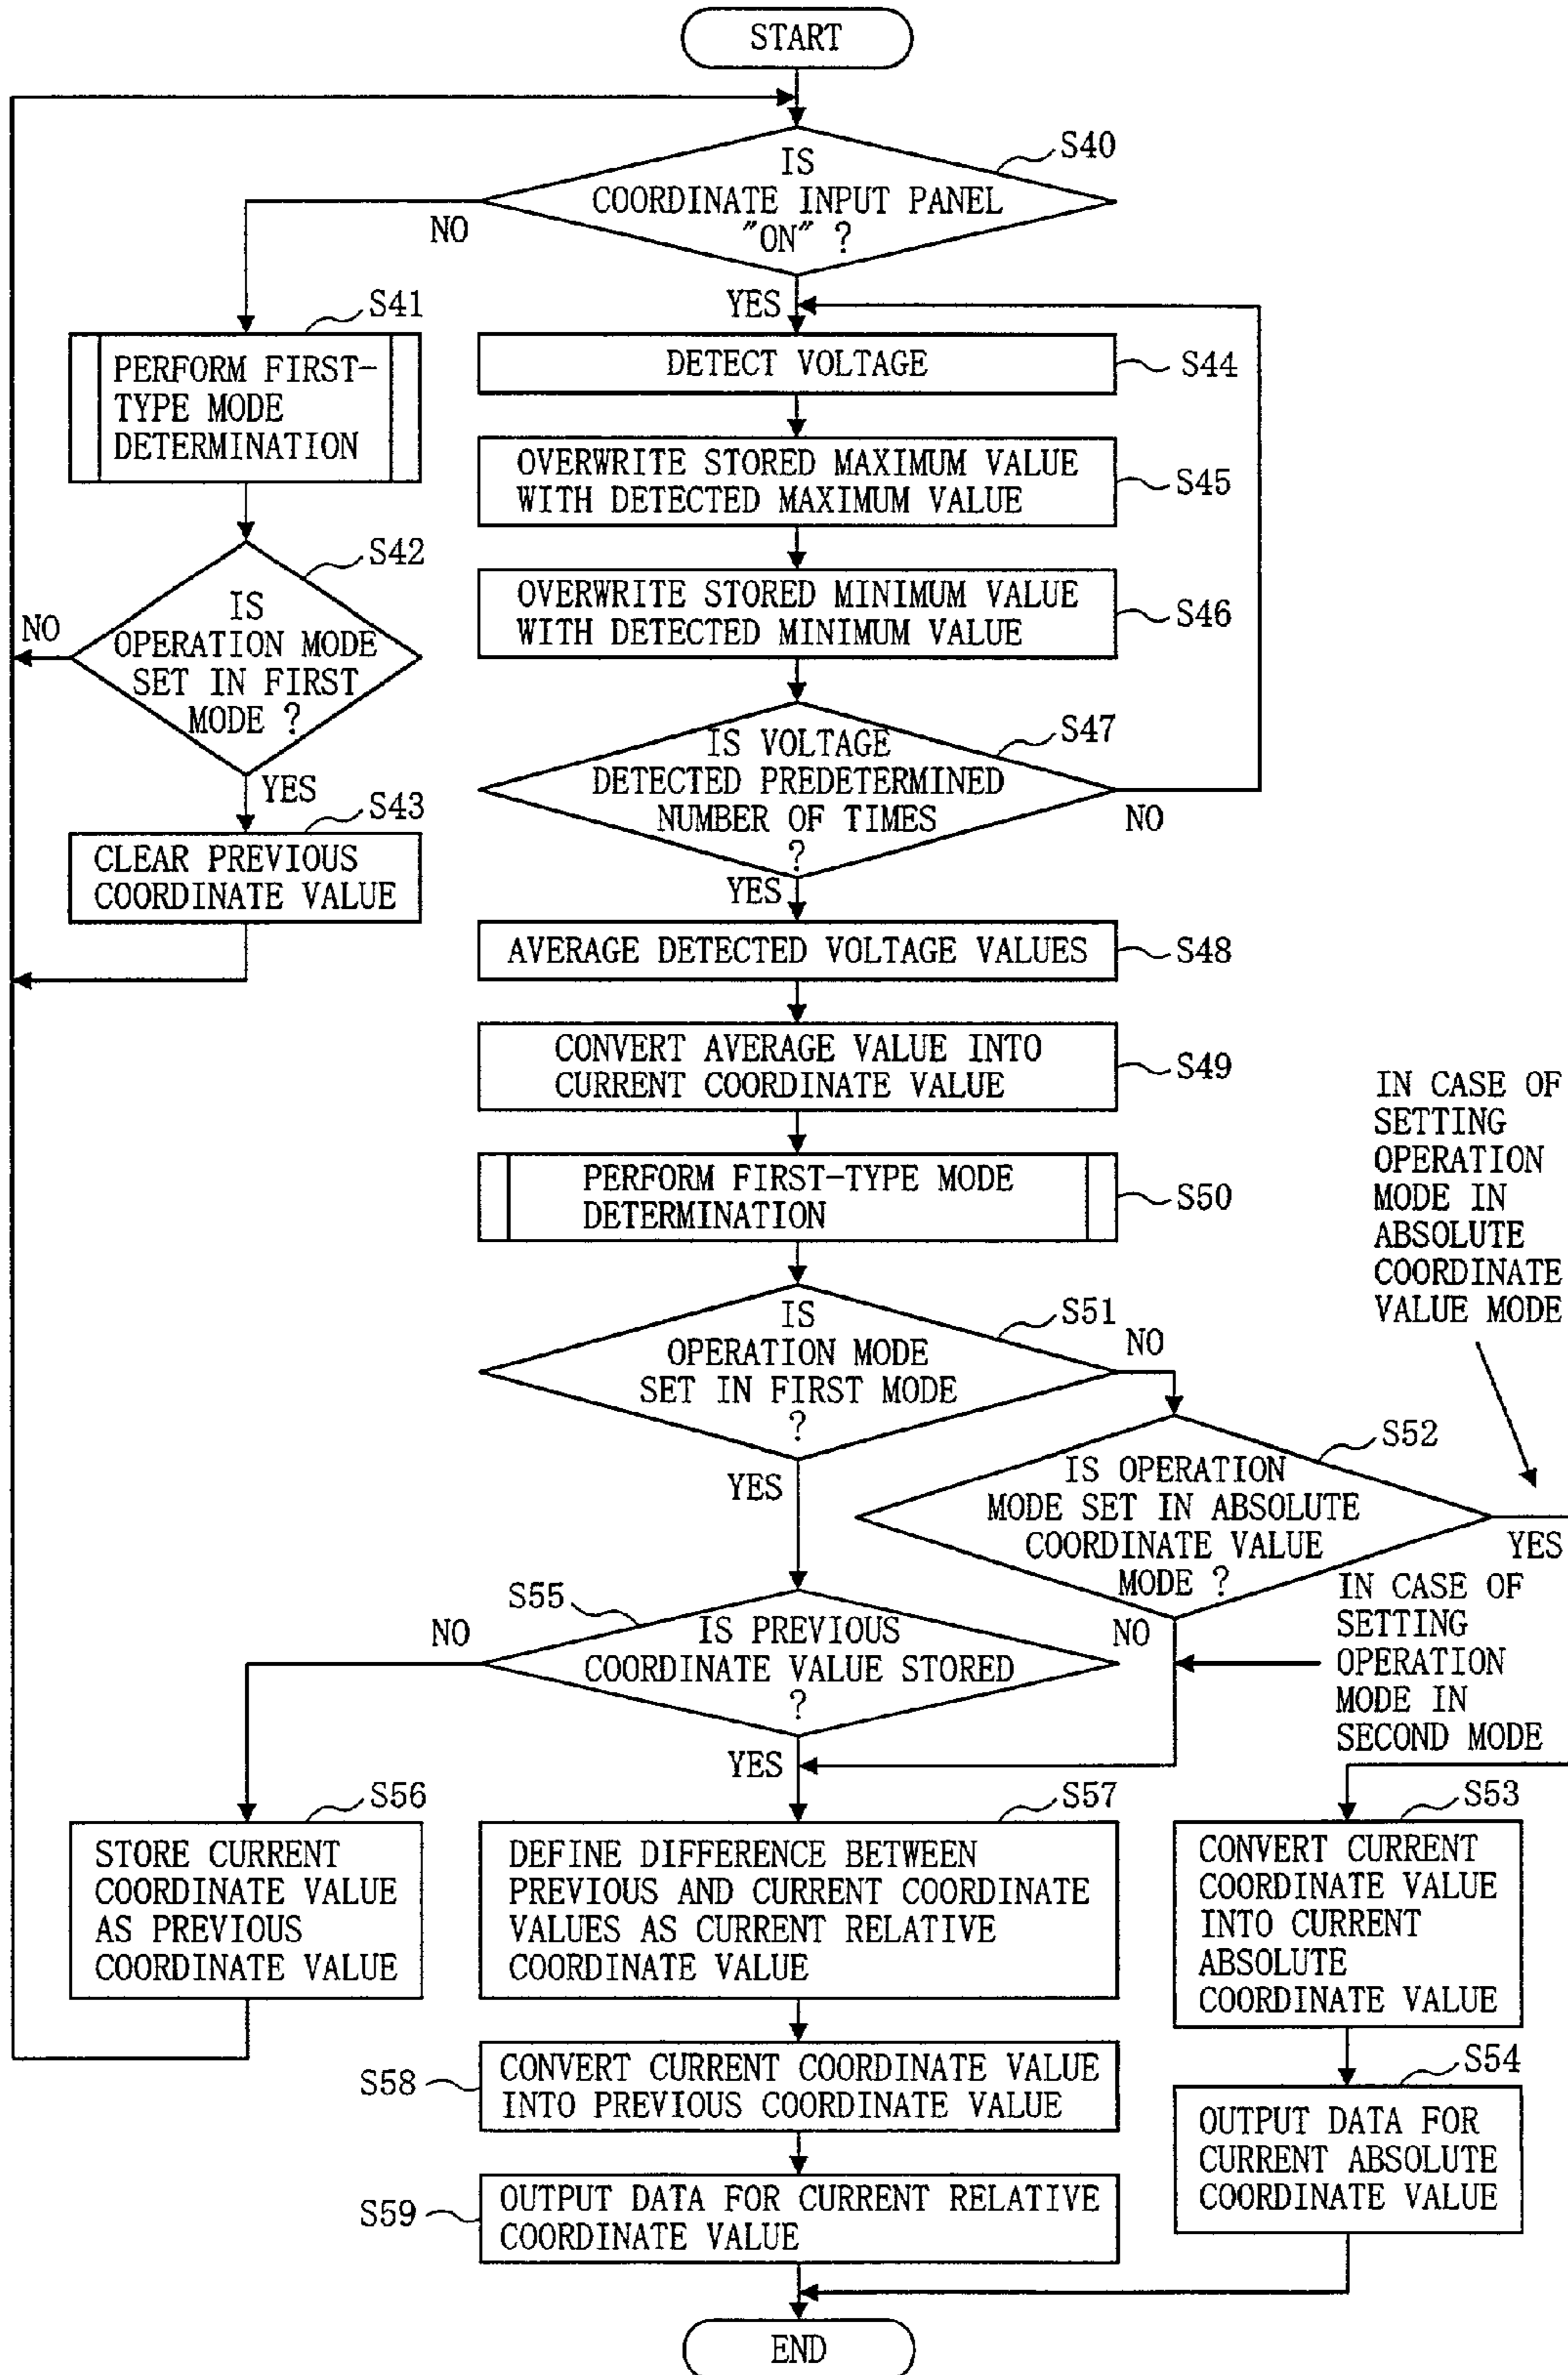 START
IS
COORDINATE INPUT PANEL
"ON" ?
S40
NO
YES
S41
PERFORM FIRST-
TYPE MODE
DETERMINATION
S42
IS
OPERATION MODE
SET IN FIRST
MODE ?
NO
YES
S43
CLEAR PREVIOUS
COORDINATE VALUE
DETECT VOLTAGE
S44
OVERWRITE STORED MAXIMUM VALUE
WITH DETECTED MAXIMUM VALUE
S45
OVERWRITE STORED MINIMUM VALUE
WITH DETECTED MINIMUM VALUE
S46
IS VOLTAGE
DETECTED PREDETERMINED
NUMBER OF TIMES
?
S47
NO
YES
AVERAGE DETECTED VOLTAGE VALUES
S48
CONVERT AVERAGE VALUE INTO
CURRENT COORDINATE VALUE
S49
PERFORM FIRST-TYPE MODE
DETERMINATION
S50
IS
OPERATION MODE
SET IN FIRST MODE
?
S51
NO
YES
IN CASE OF
SETTING
OPERATION
MODE IN
ABSOLUTE
COORDINATE
VALUE MODE
S52
IS OPERATION
MODE SET IN ABSOLUTE
COORDINATE VALUE
MODE ?
YES
NO
IN CASE OF
SETTING
OPERATION
MODE IN
SECOND MODE
S55
IS PREVIOUS
COORDINATE VALUE STORED
?
NO
YES
S56
STORE CURRENT
COORDINATE VALUE
AS PREVIOUS
COORDINATE VALUE
S57
DEFINE DIFFERENCE BETWEEN
PREVIOUS AND CURRENT COORDINATE
VALUES AS CURRENT RELATIVE
COORDINATE VALUE
S53
CONVERT CURRENT
COORDINATE VALUE
INTO CURRENT
ABSOLUTE
COORDINATE VALUE
S58
CONVERT CURRENT COORDINATE VALUE
INTO PREVIOUS COORDINATE VALUE
S54
OUTPUT DATA FOR
CURRENT ABSOLUTE
COORDINATE VALUE
S59
OUTPUT DATA FOR CURRENT RELATIVE
COORDINATE VALUE
END